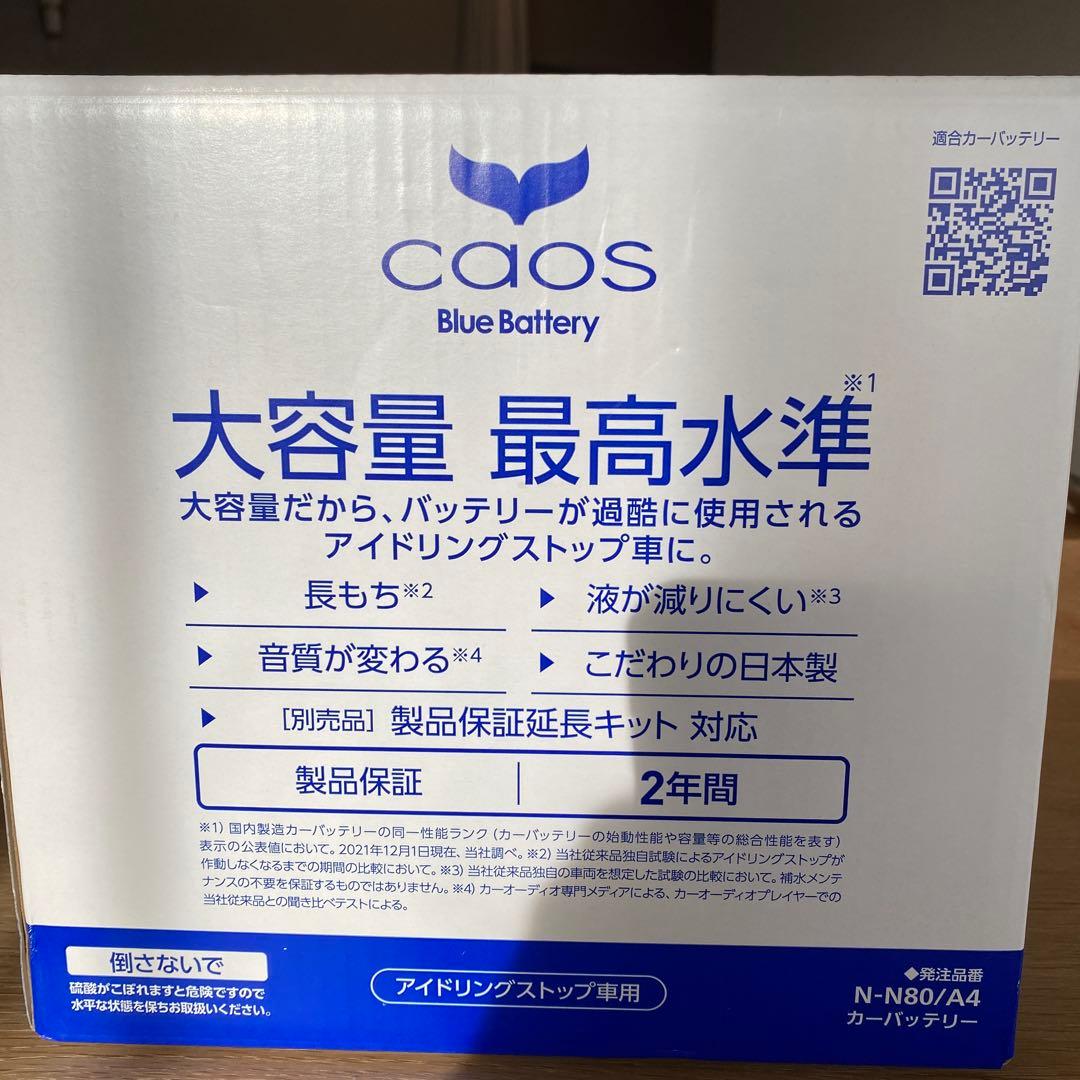 適合カーバッテリー
caos
Blue Battery
大容量 最高水準※1
大容量だから、バッテリーが過酷に使用される
アイドリングストップ車に。
▶ 長もち※2 ▶ 液が減りにくい※3
▶ 音質が変わる※4 ▶ こだわりの日本製
▶ [別売品] 製品保証延長キット 対応
製品保証 2年間
※1) 国内製造カーバッテリーの同一性能ランク (カーバッテリーの始動性能や容量等の総合性能を表す)
表示の公表値において。2021年12月1日現在、当社調べ。※2) 当社従来品独自試験によるアイドリングストップが
作動しなくなるまでの期間の比較において。※3) 当社従来品独自の車両を想定した試験の比較において。補水メンテ
ナンスの不要を保証するものではありません。※4) カーオーディオ専門メディアによる、カーオーディオプレイヤーでの
当社従来品との聞き比べテストによる。
倒さないで
硫酸がこぼれますと危険ですので
水平な状態を保ちお取扱いください。
アイドリングストップ車用
◆発注品番
N-N80/A4
カーバッテリー